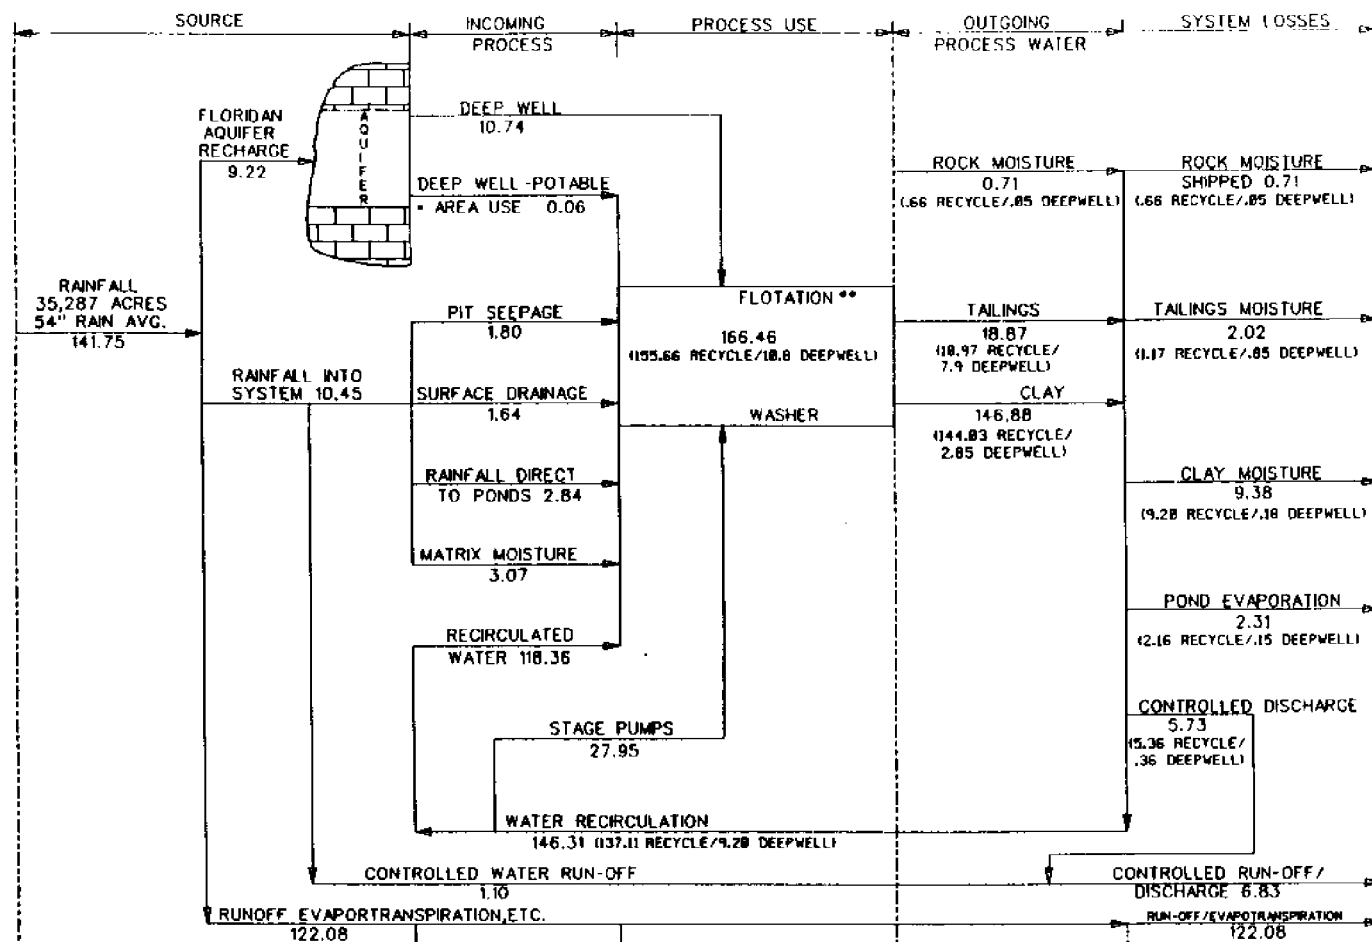 SOURCE
INCOMING
PROCESS
PROCESS USE
OUTGOING
PROCESS WATER
SYSTEM LOSSES
FLORIDAN
AQUIFER
RECHARGE
9.22
AQUIFER
DEEP WELL
10.74
DEEP WELL -POTABLE
* AREA USE 0.06
ROCK MOISTURE
0.71
(.66 RECYCLE/.05 DEEPWELL)
ROCK MOISTURE
SHIPPED 0.71
(.66 RECYCLE/.05 DEEPWELL)
RAINFALL
35,287 ACRES
54" RAIN AVG.
141.75
PIT SEEPAGE
1.80
FLOTATION **
166.46
(155.66 RECYCLE/10.8 DEEPWELL)
WASHER
TAILINGS
18.87
(10.97 RECYCLE/
7.9 DEEPWELL)
TAILINGS MOISTURE
2.02
(1.17 RECYCLE/.85 DEEPWELL)
RAINFALL INTO
SYSTEM 10.45
SURFACE DRAINAGE
1.64
CLAY
146.88
(144.03 RECYCLE/
2.85 DEEPWELL)
RAINFALL DIRECT
TO PONDS 2.84
CLAY MOISTURE
9.38
(9.20 RECYCLE/.18 DEEPWELL)
MATRIX MOISTURE
3.07
POND EVAPORATION
2.31
(2.16 RECYCLE/.15 DEEPWELL)
RECIRCULATED
WATER 118.36
STAGE PUMPS
27.95
CONTROLLED DISCHARGE
5.73
(5.36 RECYCLE/
.36 DEEPWELL)
WATER RECIRCULATION
146.31 (137.11 RECYCLE/9.20 DEEPWELL)
CONTROLLED WATER RUN-OFF
1.10
CONTROLLED RUN-OFF/
DISCHARGE 6.83
RUNOFF EVAPORTRANSPIRATION,ETC.
122.08
RUN-OFF/EVAPOTRANSPIRATION
122.08